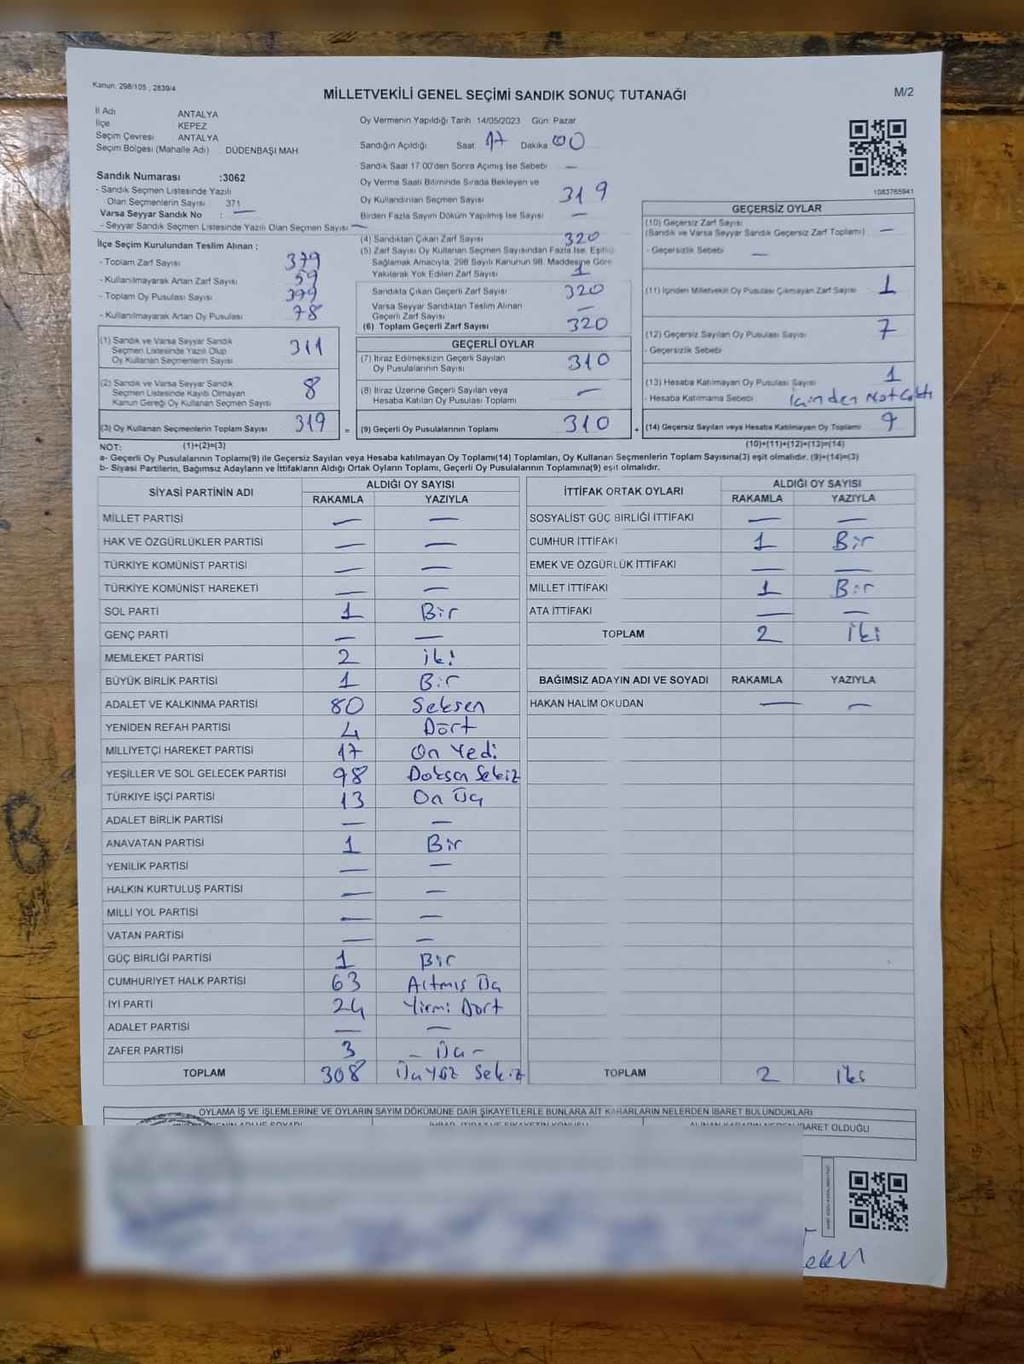 Kanun: 298/105 , 2839/4
MİLLETVEKİLİ GENEL SEÇİMİ SANDIK SONUÇ TUTANAĞI
M/2
İl Adı ANTALYA
İlçe KEPEZ
Seçim Çevresi ANTALYA
Seçim Bölgesi (Mahalle Adı) DÜDENBAŞI MAH
Sandık Numarası :3062
- Sandık Seçmen Listesinde Yazılı
Olan Seçmenlerin Sayısı 371
Varsa Seyyar Sandık No : —
- Seyyar Sandık Seçmen Listesinde Yazılı Olan Seçmen Sayısı —
İlçe Seçim Kurulundan Teslim Alınan :
- Toplam Zarf Sayısı 379
- Kullanılmayarak Artan Zarf Sayısı 59
- Toplam Oy Pusulası Sayısı 399
- Kullanılmayarak Artan Oy Pusulası 78
(1) Sandık ve Varsa Seyyar Sandık
Seçmen Listesinde Yazılı Olup
Oy Kullanan Seçmenlerin Sayısı 311
(2) Sandık ve Varsa Seyyar Sandık
Seçmen Listesinde Kayıtlı Olmayan
Kanun Gereği Oy Kullanan Seçmen Sayısı 8
(3) Oy Kullanan Seçmenlerin Toplam Sayısı 319
Oy Vermenin Yapıldığı Tarih 14/05/2023 Gün: Pazar
Sandığın Açıldığı Saat 17 Dakika 00
Sandık Saat 17.00'den Sonra Açımış İse Sebebi —
Oy Verme Saati Bitiminde Sırada Bekleyen ve
Oy Kullandırılan Seçmen Sayısı 319
Birden Fazla Sayım Döküm Yapılmış İse Sayısı —
(4) Sandıktan Çıkan Zarf Sayısı 320
(5) Zarf Sayısı Oy Kullanan Seçmen Sayısından Fazla İse, Eşitliği
Sağlamak Amacıyla, 298 Sayılı Kanunun 98. Maddesine Göre
Yakılarak Yok Edilen Zarf Sayısı 1
Sandıkta Çıkan Geçerli Zarf Sayısı 320
Varsa Seyyar Sandıktan Teslim Alınan
Geçerli Zarf Sayısı —
(6) Toplam Geçerli Zarf Sayısı 320
GEÇERLİ OYLAR
(7) İtiraz Edilmeksizin Geçerli Sayılan
Oy Pusulalarının Sayısı 310
(8) İtiraz Üzerine Geçerli Sayılan veya
Hesaba Katılan Oy Pusulası Toplamı —
= (9) Geçerli Oy Pusulalarının Toplamı 310
1083765941
GEÇERSİZ OYLAR
(10) Geçersiz Zarf Sayısı
(Sandık ve Varsa Seyyar Sandık Geçersiz Zarf Toplamı) —
- Geçersizlik Sebebi —
(11) İçinden Milletvekili Oy Pusulası Çıkmayan Zarf Sayısı 1
(12) Geçersiz Sayılan Oy Pusulası Sayısı 7
- Geçersizlik Sebebi
(13) Hesaba Katılmayan Oy Pusulası Sayısı 1
- Hesaba Katılmama Sebebi İçinden Not
+ (14) Geçersiz Sayılan veya Hesaba Katılmayan Oy Toplamı 9
NOT: (1)+(2)=(3) (10)+(11)+(12)+(13)=(14)
a- Geçerli Oy Pusulalarının Toplamı(9) ile Geçersiz Sayılan veya Hesaba katılmayan Oy Toplamı(14) Toplamları, Oy Kullanan Seçmenlerin Toplam Sayısına(3) eşit olmalıdır. (9)+(14)=(3)
b- Siyasi Partilerin, Bağımsız Adayların ve İttifakların Aldığı Ortak Oyların Toplamı, Geçerli Oy Pusulalarının Toplamına(9) eşit olmalıdır.
SİYASİ PARTİNİN ADI ALDIĞI OY SAYISI
RAKAMLA YAZIYLA
MİLLET PARTİSİ — —
HAK VE ÖZGÜRLÜKLER PARTİSİ — —
TÜRKİYE KOMÜNİST PARTİSİ — —
TÜRKİYE KOMÜNİST HAREKETİ — —
SOL PARTİ 1 Bir
GENÇ PARTİ — —
MEMLEKET PARTİSİ 2 iki
BÜYÜK BİRLİK PARTİSİ 1 Bir
ADALET VE KALKINMA PARTİSİ 80 Seksen
YENİDEN REFAH PARTİSİ 4 Dört
MİLLİYETÇİ HAREKET PARTİSİ 17 On Yedi
YEŞİLLER VE SOL GELECEK PARTİSİ 98 Doksan Sekiz
TÜRKİYE İŞÇİ PARTİSİ 13 On Üç
ADALET BİRLİK PARTİSİ — —
ANAVATAN PARTİSİ 1 Bir
YENİLİK PARTİSİ — —
HALKIN KURTULUŞ PARTİSİ — —
MİLLİ YOL PARTİSİ — —
VATAN PARTİSİ — —
GÜÇ BİRLİĞİ PARTİSİ 1 Bir
CUMHURİYET HALK PARTİSİ 63 Altmış Üç
İYİ PARTİ 24 Yirmi Dört
ADALET PARTİSİ — —
ZAFER PARTİSİ 3 - Üç -
TOPLAM 308 Üçyüz Sekiz
İTTİFAK ORTAK OYLARI ALDIĞI OY SAYISI
RAKAMLA YAZIYLA
SOSYALİST GÜÇ BİRLİĞİ İTTİFAKI — —
CUMHUR İTTİFAKI 1 Bir
EMEK VE ÖZGÜRLÜK İTTİFAKI — —
MİLLET İTTİFAKI 1 Bir
ATA İTTİFAKI — —
TOPLAM 2 iki
BAĞIMSIZ ADAYIN ADI VE SOYADI RAKAMLA YAZIYLA
HAKAN HALİM OKUDAN — —
TOPLAM 2 iki
OYLAMA İŞ VE İŞLEMLERİNE VE OYLARIN SAYIM DÖKÜMÜNE DAİR ŞİKAYETLERLE BUNLARA AİT KARARLARIN NELERDEN İBARET BULUNDUKLARI
İBARET OLDUĞU